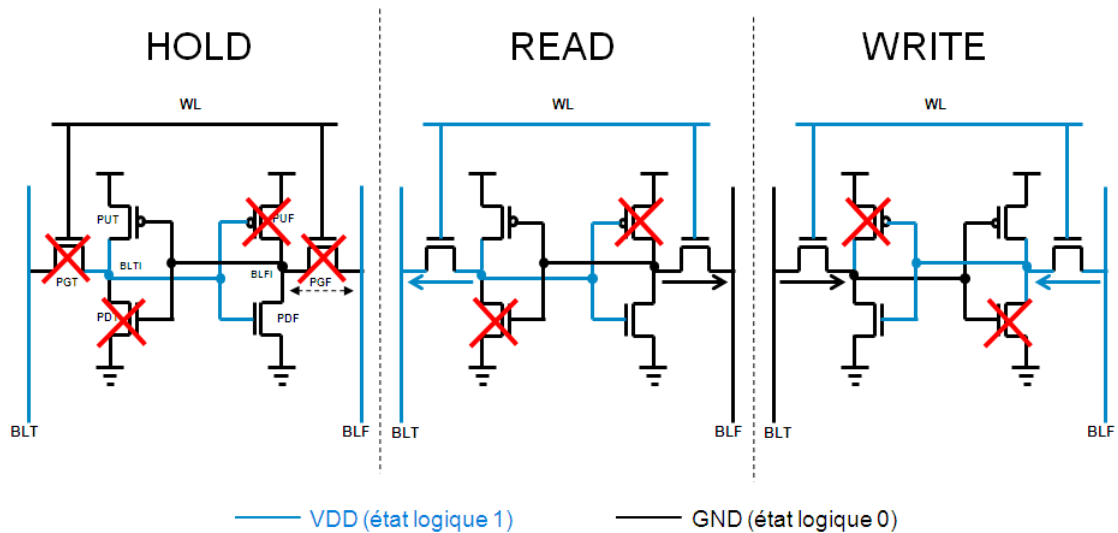 HOLD
READ
WRITE
WL
WL
WL
PUT
PUF
BLTI
BLFI
PGT
PGF
PDT
PDF
BLT
BLF
BLT
BLF
BLT
BLF
VDD (état logique 1)
GND (état logique 0)